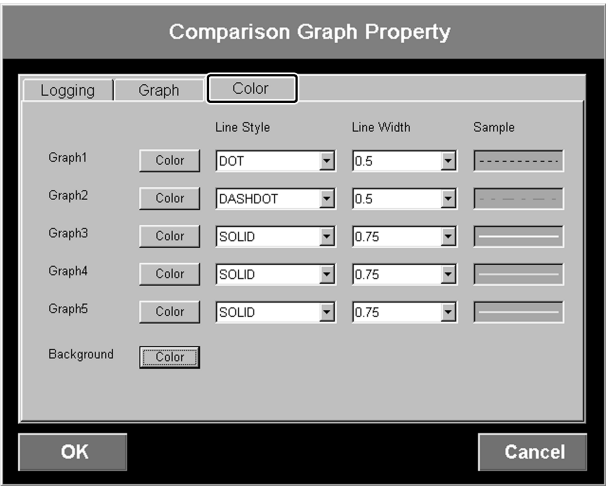 Comparison Graph Property
Logging Graph Color
Line Style Line Width Sample
Graph1 Color DOT 0.5
Graph2 Color DASHDOT 0.5
Graph3 Color SOLID 0.75
Graph4 Color SOLID 0.75
Graph5 Color SOLID 0.75
Background Color
OK Cancel